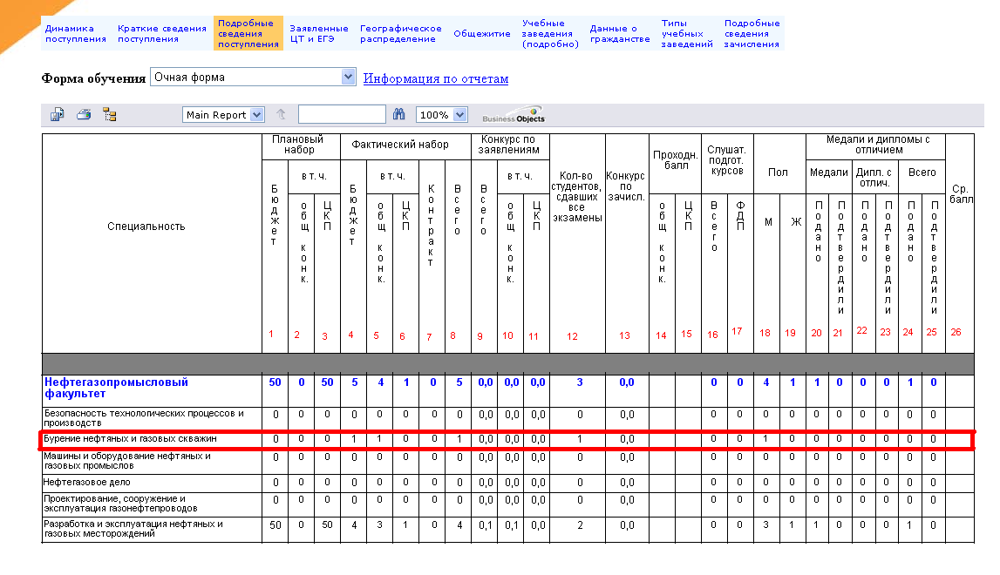 Динамика поступления
Краткие сведения поступления
Подробные сведения поступления
Заявленные ЦТ и ЕГЭ
Географическое распределение
Общежитие
Учебные заведения (подробно)
Данные о гражданстве
Типы учебных заведений
Подробные сведения зачисления
Форма обучения Очная форма Информация по отчетам
Main Report 100% Business Objects
Специальность
Плановый набор
Бюджет
в т. ч.
общ. конк.
ЦКП
Фактический набор
Бюджет
в т. ч.
общ. конк.
ЦКП
Контракт
Всего
Конкурс по заявлениям
Всего
в т. ч.
общ. конк.
ЦКП
Кол-во студентов, сдавших все экзамены
Конкурс по зачисл.
Проходн. балл
общ. конк.
ЦКП
Слушат. подгот. курсов
Всего
ФДП
Пол
М
Ж
Медали и дипломы с отличием
Медали
Подано
Подтвердили
Дипл. с отлич.
Подано
Подтвердили
Всего
Подано
Подтвердили
Ср. балл
1 2 3 4 5 6 7 8 9 10 11 12 13 14 15 16 17 18 19 20 21 22 23 24 25 26
Нефтегазопромысловый факультет 50 0 50 5 4 1 0 5 0,0 0,0 0,0 3 0,0 0 0 4 1 1 0 0 0 1 0
Безопасность технологических процессов и производств 0 0 0 0 0 0 0 0 0,0 0,0 0,0 0 0,0 0 0 0 0 0 0 0 0 0 0
Бурение нефтяных и газовых скважин 0 0 0 1 1 0 0 1 0,0 0,0 0,0 1 0,0 0 0 1 0 0 0 0 0 0 0
Машины и оборудование нефтяных и газовых промыслов 0 0 0 0 0 0 0 0 0,0 0,0 0,0 0 0,0 0 0 0 0 0 0 0 0 0 0
Нефтегазовое дело 0 0 0 0 0 0 0 0 0,0 0,0 0,0 0 0,0 0 0 0 0 0 0 0 0 0 0
Проектирование, сооружение и эксплуатация газонефтепроводов 0 0 0 0 0 0 0 0 0,0 0,0 0,0 0 0,0 0 0 0 0 0 0 0 0 0 0
Разработка и эксплуатация нефтяных и газовых месторождений 50 0 50 4 3 1 0 4 0,1 0,1 0,0 2 0,0 0 0 3 1 1 0 0 0 1 0